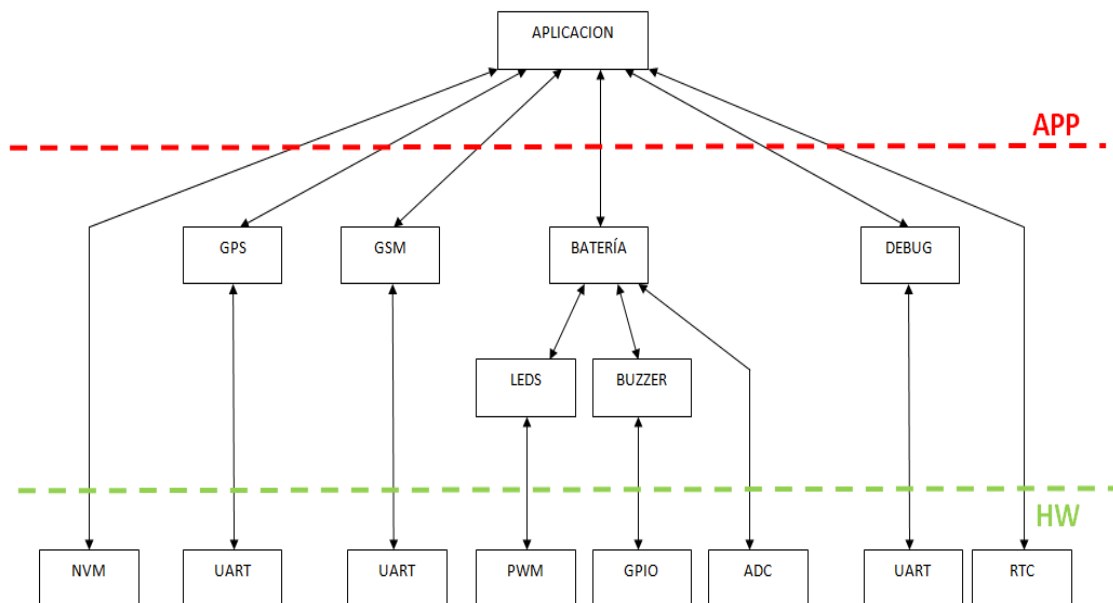 APLICACION
APP
GPS
GSM
BATERÍA
DEBUG
LEDS
BUZZER
HW
NVM
UART
UART
PWM
GPIO
ADC
UART
RTC